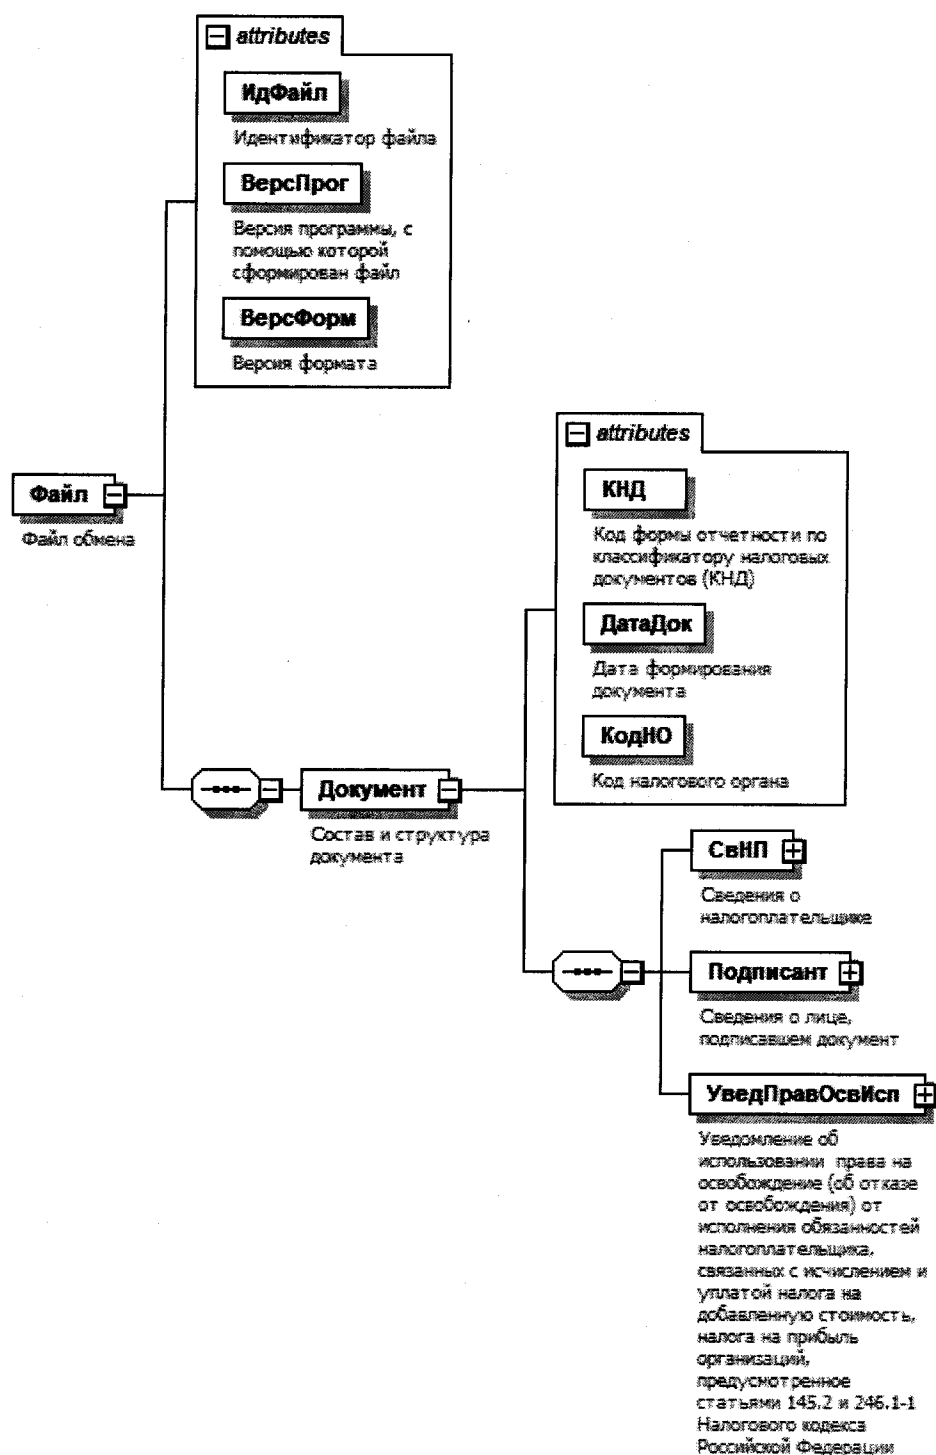 attributes
ИдФайл
Идентификатор файла
ВерсПрог
Версия программы, с
помощью которой
сформирован файл
ВерсФорм
Версия формата
Файл
Файл обмена
attributes
КНД
Код формы отчетности по
классификатору налоговых
документов (КНД)
ДатаДок
Дата формирования
документа
КодНО
Код налогового органа
Документ
Состав и структура
документа
СвНП
Сведения о
налогоплательщике
Подписант
Сведения о лице,
подписавшем документ
УведПравОсвИсп
Уведомление об
использовании права на
освобождение (об отказе
от освобождения) от
исполнения обязанностей
налогоплательщика,
связанных с исчислением и
уплатой налога на
добавленную стоимость,
налога на прибыль
организаций,
предусмотренное
статьями 145.2 и 246.1-1
Налогового кодекса
Российской Федерации